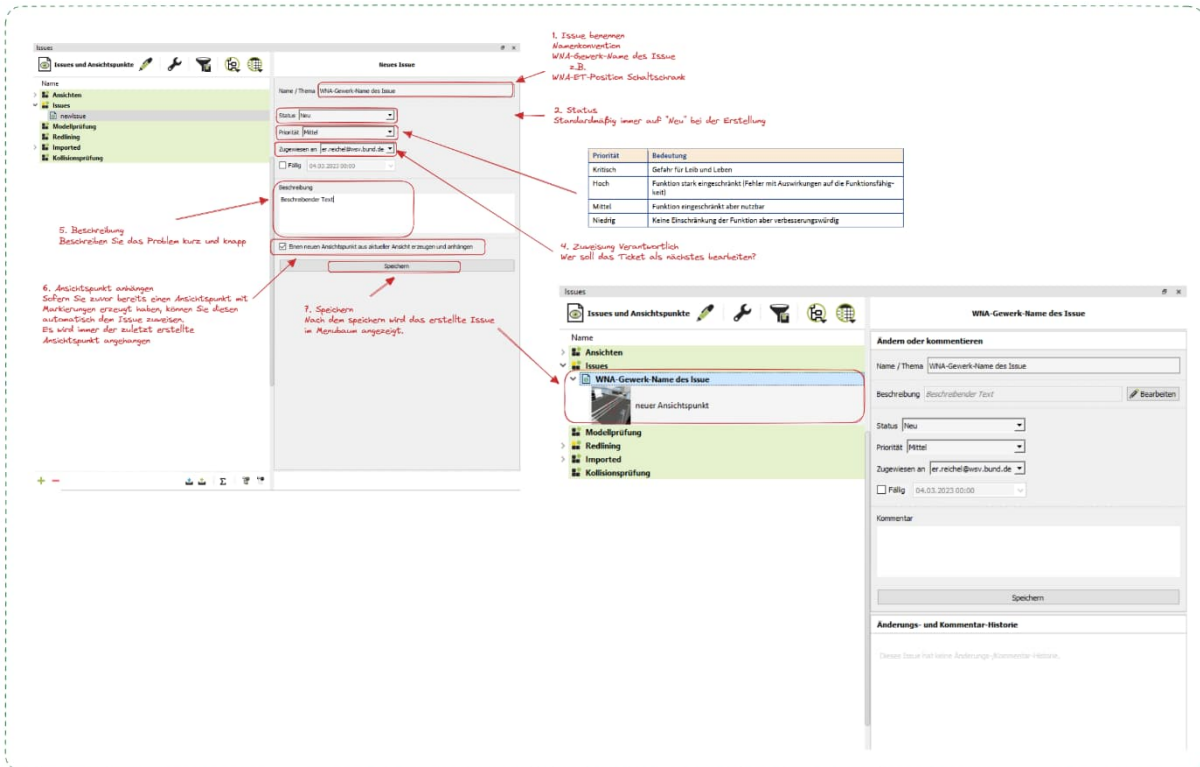 Issues
Issues und Ansichtspunkte
Name
Ansichten
Issues
newIssue
Modellprüfung
Redlining
Imported
Kollisionsprüfung
Neues Issue
Name / Thema WNA-Gewerk-Name des Issue
Status Neu
Priorität Mittel
Zugewiesen an er.reichel@wsv.bund.de
Fällig 04.03.2023 00:00
Beschreibung
Beschreibender Text
Einen neuen Ansichtspunkt aus aktueller Ansicht erzeugen und anhängen
Speichern
1. Issue benennen
Namenkonvention
WNA-Gewerk-Name des Issue
z.B.
WNA-ET-Position Schaltschrank
2. Status
Standardmäßig immer auf "Neu" bei der Erstellung
Priorität Bedeutung
Kritisch Gefahr für Leib und Leben
Hoch Funktion stark eingeschränkt (Fehler mit Auswirkungen auf die Funktionsfähig-
keit)
Mittel Funktion eingeschränkt aber nutzbar
Niedrig Keine Einschränkung der Funktion aber verbesserungswürdig
4. Zuweisung Verantwortlich
Wer soll das Ticket als nächstes bearbeiten?
5. Beschreibung
Beschreiben Sie das Problem kurz und knapp
6. Ansichtspunkt anhängen
Sofern Sie zuvor bereits einen Ansichtspunkt mit
Markierungen erzeugt haben, können Sie diesen
automatisch dem Issue zuweisen.
Es wird immer der zuletzt erstellte
Ansichtspunkt angehangen
7. Speichern
Nach dem speichern wird das erstellte Issue
im Menubaum angezeigt.
Issues
Issues und Ansichtspunkte
Name
Ansichten
Issues
WNA-Gewerk-Name des Issue
neuer Ansichtspunkt
Modellprüfung
Redlining
Imported
Kollisionsprüfung
WNA-Gewerk-Name des Issue
Ändern oder kommentieren
Name / Thema WNA-Gewerk-Name des Issue
Beschreibung Beschreibender Text Bearbeiten
Status Neu
Priorität Mittel
Zugewiesen an er.reichel@wsv.bund.de
Fällig 04.03.2023 00:00
Kommentar
Speichern
Änderungs- und Kommentar-Historie
Dieses Issue hat keine Änderungs-/Kommentar-Historie.